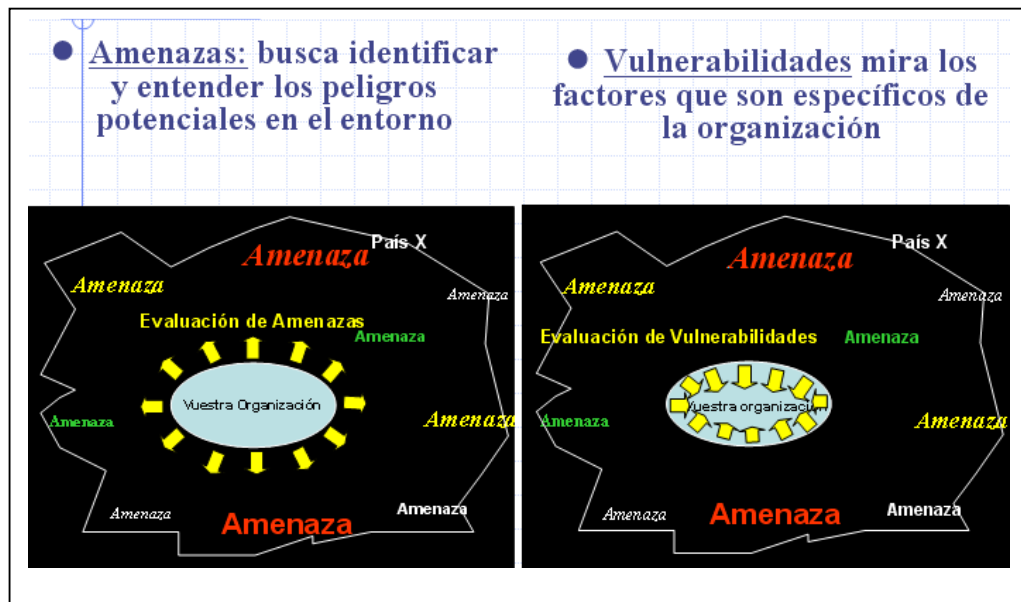 ● Amenazas: busca identificar
y entender los peligros
potenciales en el entorno
● Vulnerabilidades mira los
factores que son específicos de
la organización
País X
Amenaza
Amenaza
Amenaza
Evaluación de Amenazas
Amenaza
Vuestra Organización
Amenaza
Amenaza
Amenaza
Amenaza
Amenaza
País X
Amenaza
Amenaza
Amenaza
Evaluación de Vulnerabilidades
Amenaza
Vuestra organización
Amenaza
Amenaza
Amenaza
Amenaza
Amenaza